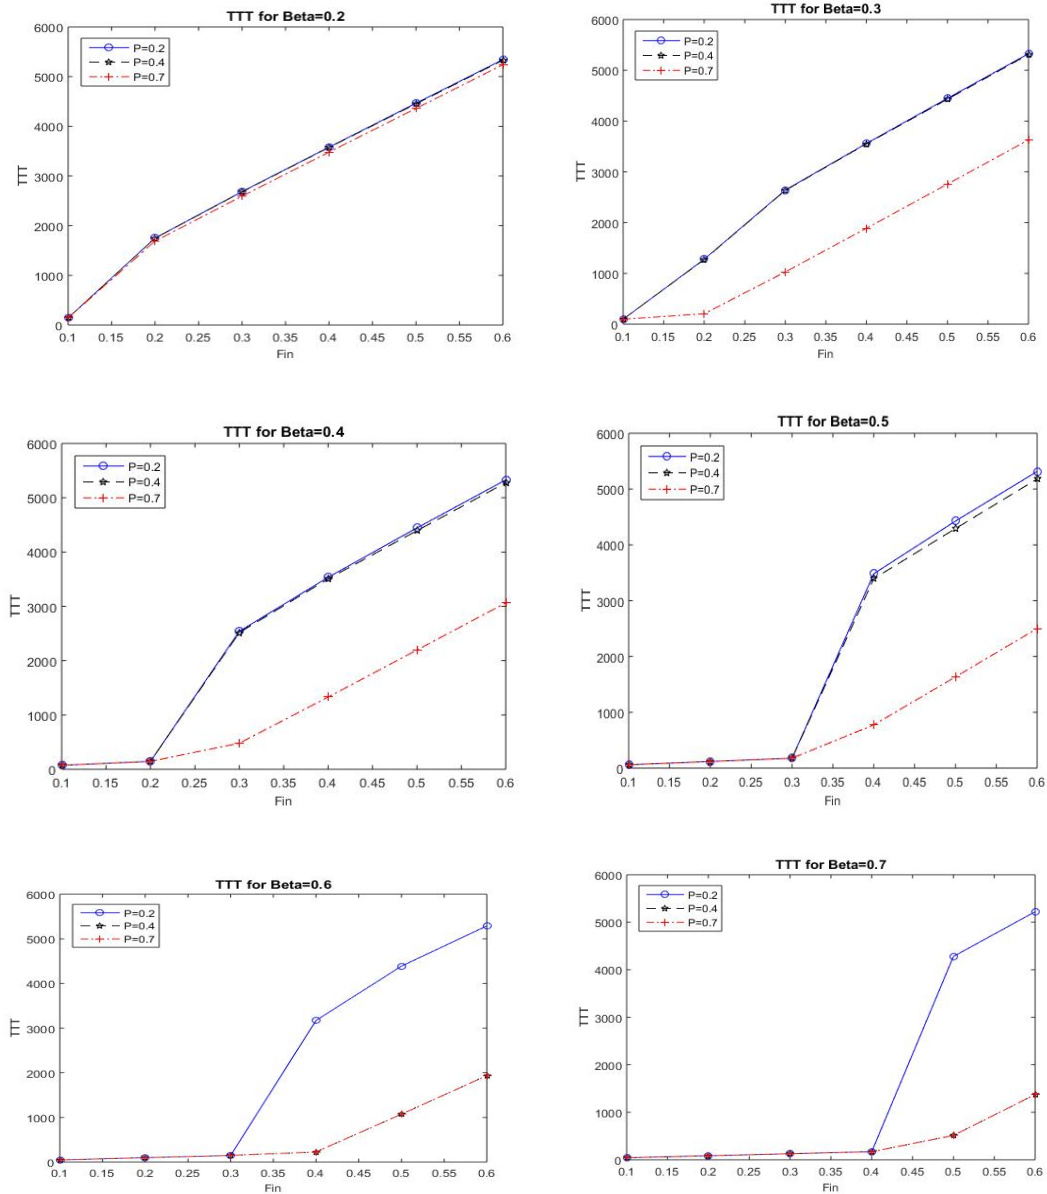 TTT for Beta=0.2
P=0.2
P=0.4
P=0.7
TTT
6000
5000
4000
3000
2000
1000
0
0.1 0.15 0.2 0.25 0.3 0.35 0.4 0.45 0.5 0.55 0.6
Fin
TTT for Beta=0.3
P=0.2
P=0.4
P=0.7
TTT
6000
5000
4000
3000
2000
1000
0
0.1 0.15 0.2 0.25 0.3 0.35 0.4 0.45 0.5 0.55 0.6
Fin
TTT for Beta=0.4
P=0.2
P=0.4
P=0.7
TTT
6000
5000
4000
3000
2000
1000
0
0.1 0.15 0.2 0.25 0.3 0.35 0.4 0.45 0.5 0.55 0.6
Fin
TTT for Beta=0.5
P=0.2
P=0.4
P=0.7
TTT
6000
5000
4000
3000
2000
1000
0
0.1 0.15 0.2 0.25 0.3 0.35 0.4 0.45 0.5 0.55 0.6
Fin
TTT for Beta=0.6
P=0.2
P=0.4
P=0.7
TTT
6000
5000
4000
3000
2000
1000
0
0.1 0.15 0.2 0.25 0.3 0.35 0.4 0.45 0.5 0.55 0.6
Fin
TTT for Beta=0.7
P=0.2
P=0.4
P=0.7
TTT
6000
5000
4000
3000
2000
1000
0
0.1 0.15 0.2 0.25 0.3 0.35 0.4 0.45 0.5 0.55 0.6
Fin